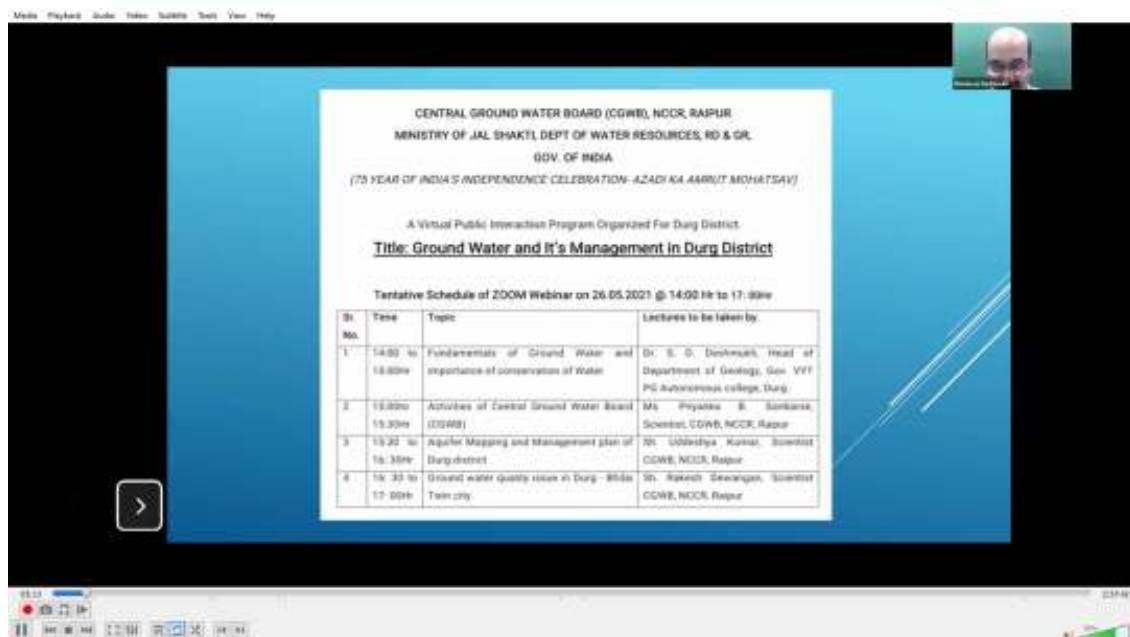 Media Playback Audio Video Subtitle Tools View Help
CENTRAL GROUND WATER BOARD (CGWB), NCCR, RAIPUR
MINISTRY OF JAL SHAKTI, DEPT OF WATER RESOURCES, RD & GR,
GOV. OF INDIA
(75 YEAR OF INDIA'S INDEPENDENCE CELEBRATION- AZADI KA AMRUT MOHATSAV)
A Virtual Public Interaction Program Organized For Durg District
Title: Ground Water and It's Management in Durg District
Tentative Schedule of ZOOM Webinar on 26.05.2021 @ 14:00 Hr to 17: 00Hr
Sr. Time Topic Lectures to be taken by
No.
1 14:00 to Fundamentals of Ground Water and Dr. S. D. Deshmukh, Head of
importance of conservation of Water Department of Geology, Gov. VYT
PG Autonomous college, Durg
2 Activities of Central Ground Water Board Ms. Priyanka B.
15:30Hr (CGWB) Scientist, CGWB, NCCR, Raipur
3 15:30 to Aquifer Mapping and Management plan of Sh. Uddeshya Kumar, Scientist
16: 30Hr Durg district CGWB, NCCR, Raipur
4 16: 30 to Ground water quality issue in Durg - Bhilai Sh. Rakesh Dewangan, Scientist
17: 00Hr Twin city CGWB, NCCR, Raipur